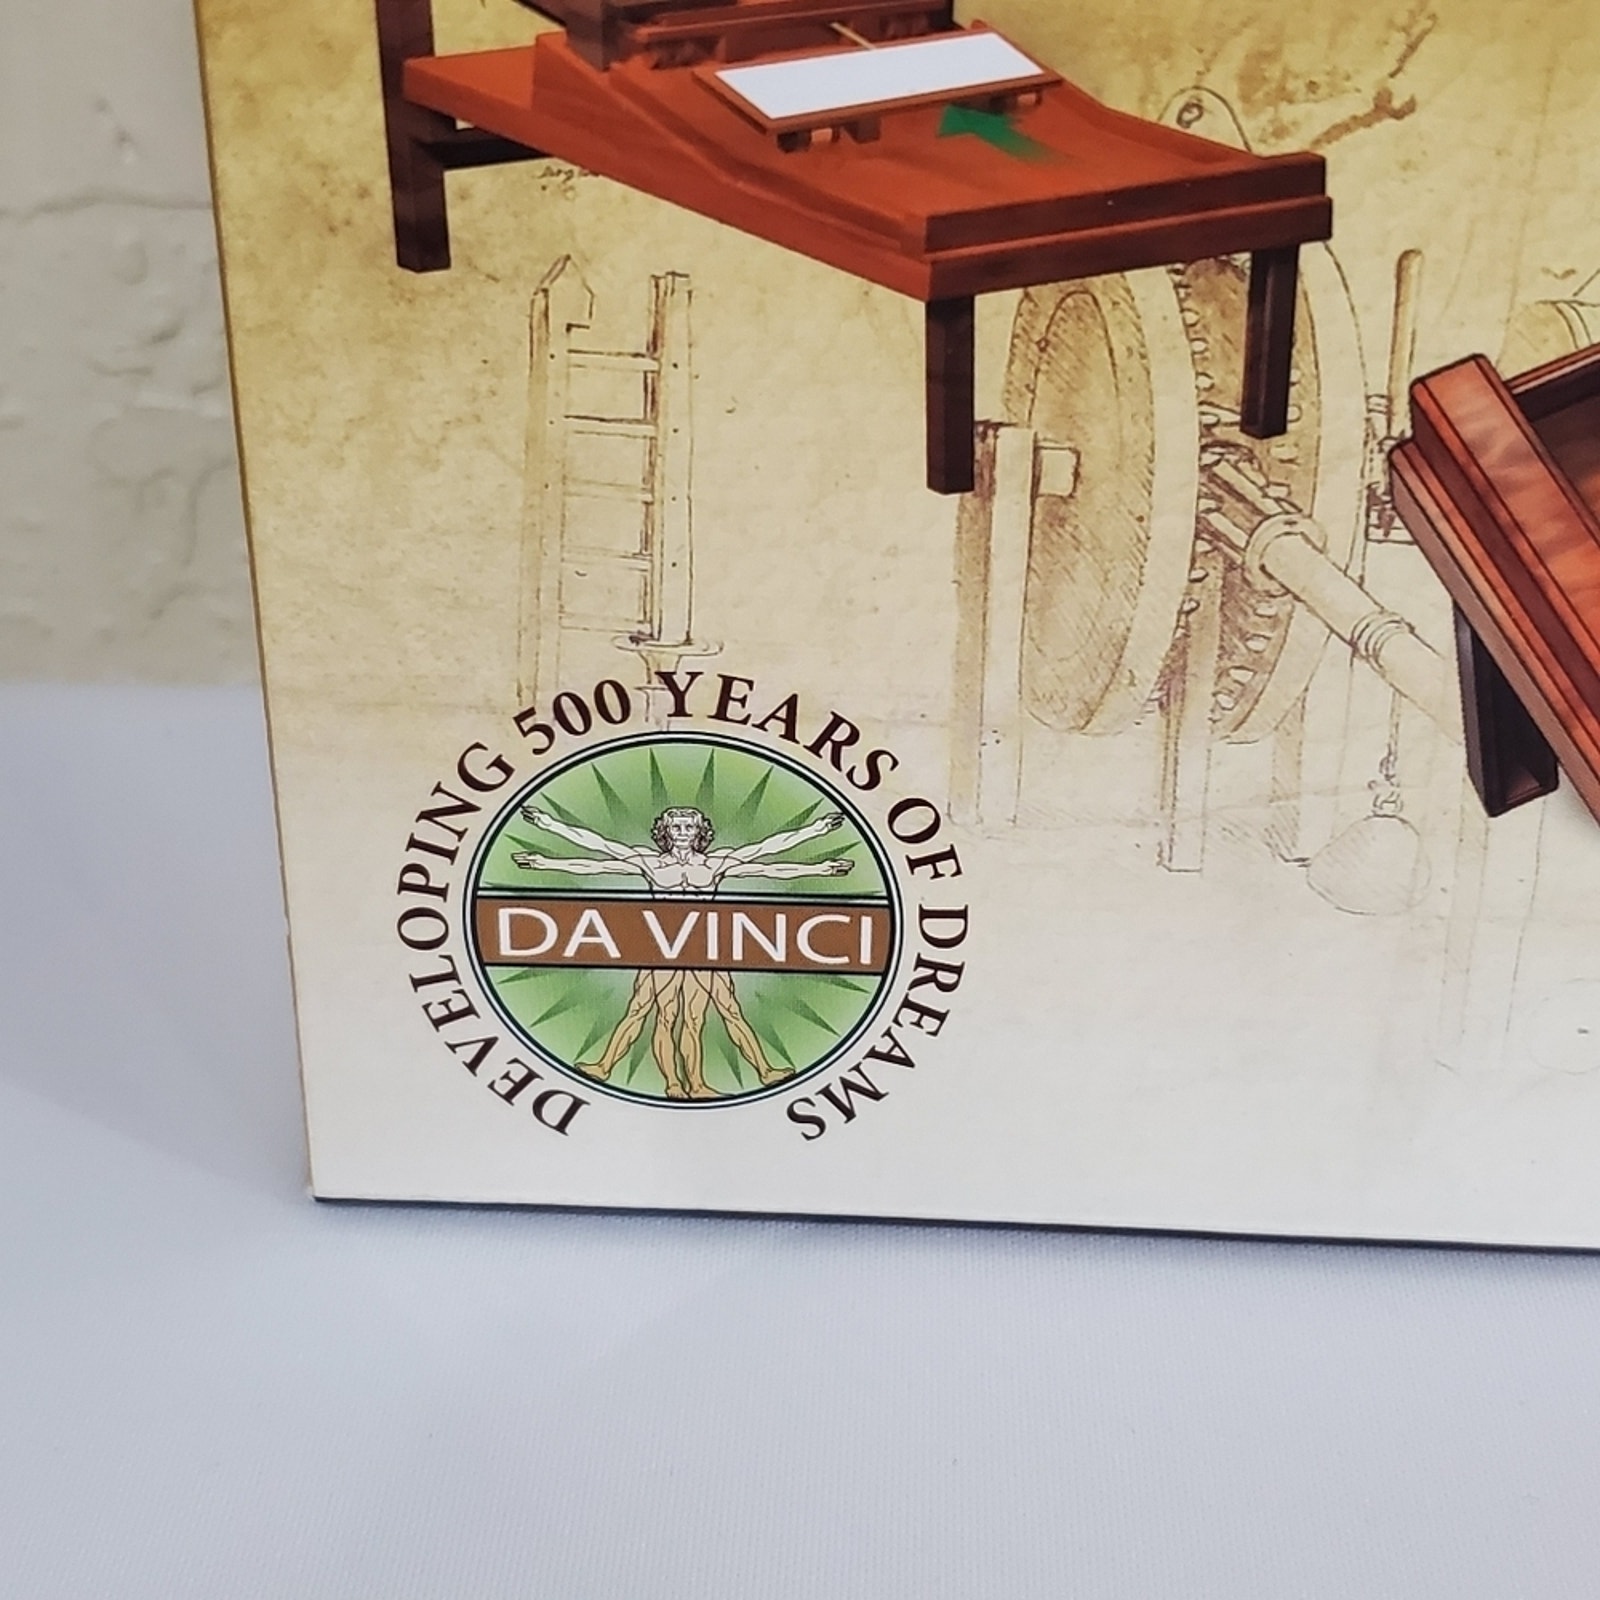 DEVELOPING 500 YEARS OF DREAMS
DA VINCI